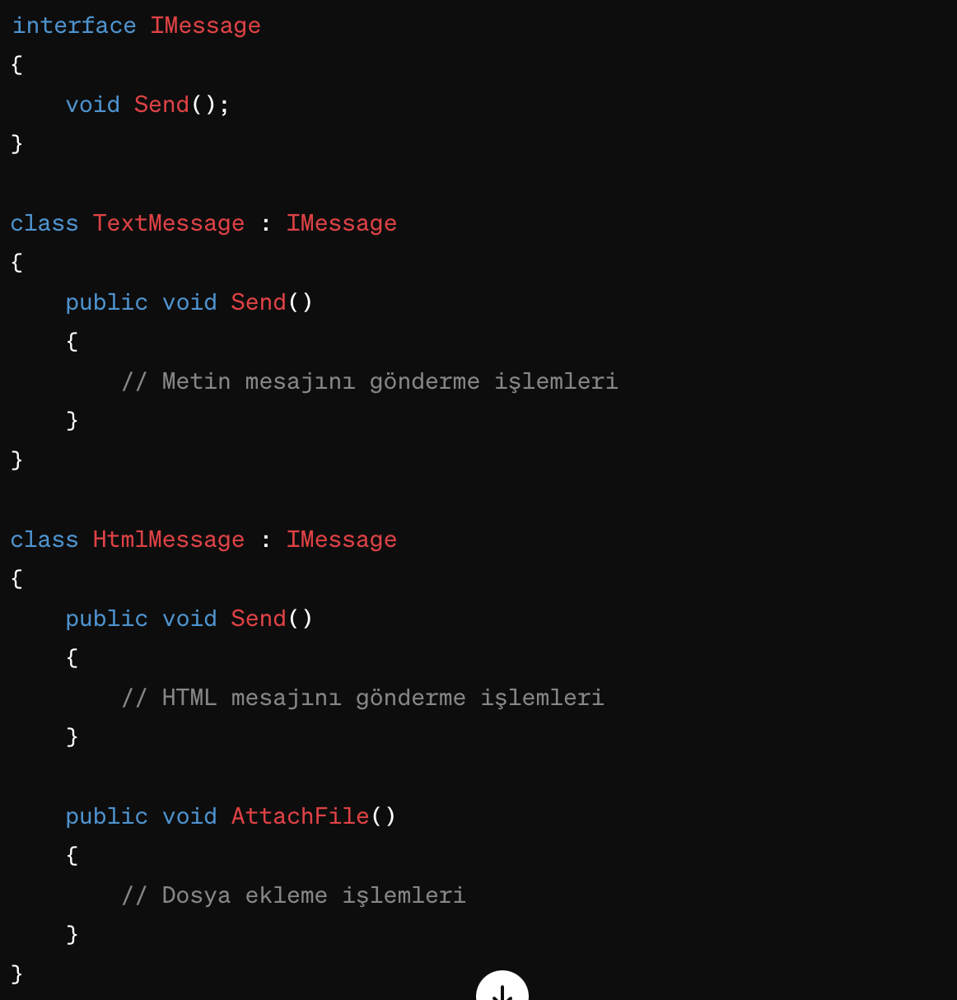 interface IMessage
{
    void Send();
}

class TextMessage : IMessage
{
    public void Send()
    {
        // Metin mesajını gönderme işlemleri
    }
}

class HtmlMessage : IMessage
{
    public void Send()
    {
        // HTML mesajını gönderme işlemleri
    }

    public void AttachFile()
    {
        // Dosya ekleme işlemleri
    }
}